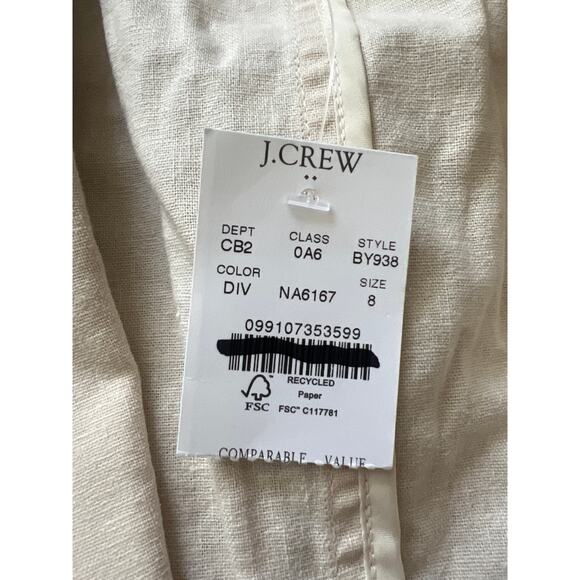 J.CREW
DEPT CLASS STYLE
CB2 0A6 BY938
COLOR SIZE
DIV NA6167 8
099107353599
RECYCLED
Paper
FSC FSC™ C117781
COMPARABLE VALUE